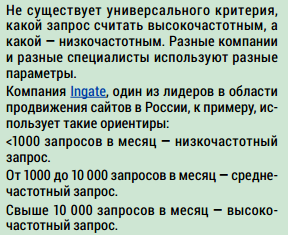 Не существует универсального критерия,
какой запрос считать высокочастотным, а
какой — низкочастотным. Разные компании
и разные специалисты используют разные
параметры.
Компания Ingate, один из лидеров в области
продвижения сайтов в России, к примеру, ис-
пользует такие ориентиры:
<1000 запросов в месяц — низкочастотный
запрос.
От 1000 до 10 000 запросов в месяц — средне-
частотный запрос.
Свыше 10 000 запросов в месяц — высоко-
частотный запрос.